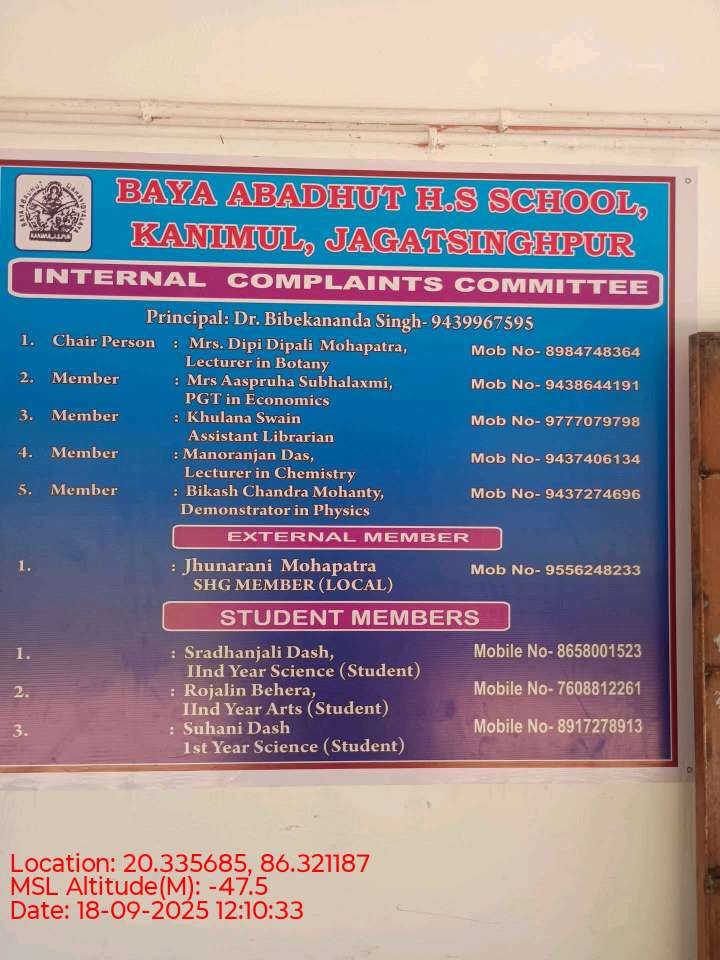 BAYA ABADHUT H.S SCHOOL,
KANIMUL, JAGATSINGHPUR
INTERNAL COMPLAINTS COMMITTEE
Principal: Dr. Bibekananda Singh- 9439967595
1. Chair Person : Mrs. Dipi Dipali Mohapatra, Mob No- 8984748364
Lecturer in Botany
2. Member : Mrs Aaspruha Subhalaxmi, Mob No- 9438644191
PGT in Economics
3. Member : Khulana Swain Mob No- 9777079798
Assistant Librarian
4. Member : Manoranjan Das, Mob No- 9437406134
Lecturer in Chemistry
5. Member : Bikash Chandra Mohanty, Mob No- 9437274696
Demonstrator in Physics
EXTERNAL MEMBER
1. : Jhunarani Mohapatra Mob No- 9556248233
SHG MEMBER (LOCAL)
STUDENT MEMBERS
1. : Sradhanjali Dash, Mobile No- 8658001523
IInd Year Science (Student)
2. : Rojalin Behera, Mobile No- 7608812261
IInd Year Arts (Student)
3. : Suhani Dash Mobile No- 8917278913
1st Year Science (Student)
Location: 20.335685, 86.321187
MSL Altitude(M): -47.5
Date: 18-09-2025 12:10:33